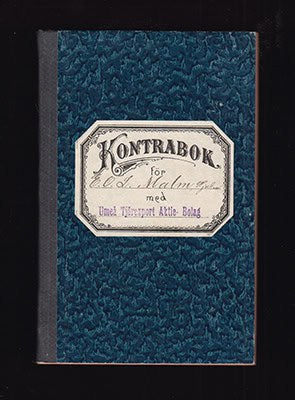 KONTRABOK
för
E. C. F. Malm
med
Umeå Tjärexport Aktie- Bolag